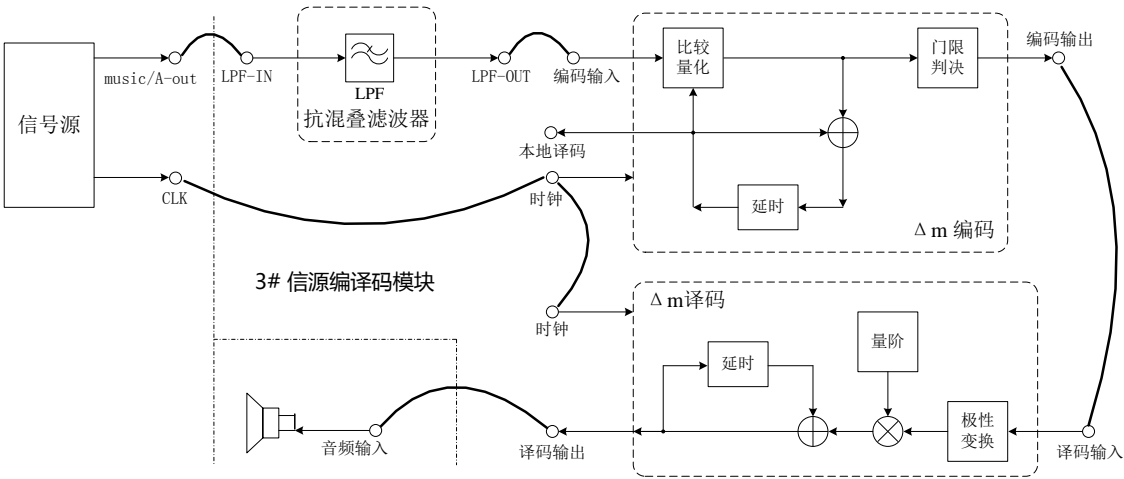 信号源
music/A-out
LPF-IN
LPF
抗混叠滤波器
LPF-OUT
编码输入
比较
量化
门限
判决
编码输出
本地译码
CLK
时钟
延时
Δm 编码
3# 信源编译码模块
时钟
Δm译码
量阶
延时
极性
变换
音频输入
译码输出
译码输入